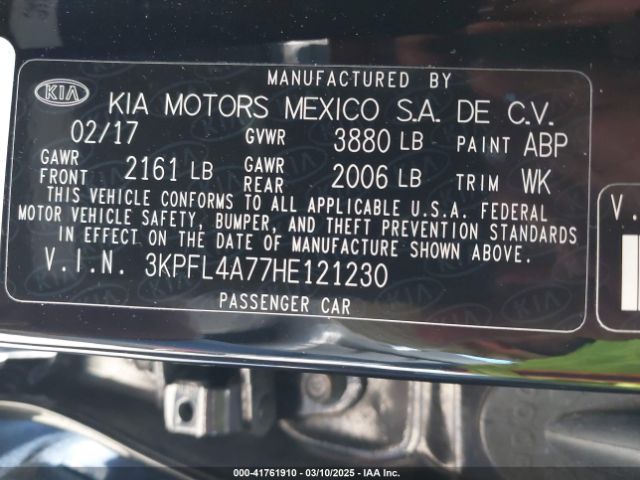 MANUFACTURED BY
KIA KIA MOTORS MEXICO S.A. DE C.V.
02/17 GVWR 3880 LB PAINT ABP
GAWR FRONT 2161 LB GAWR REAR 2006 LB TRIM WK
THIS VEHICLE CONFORMS TO ALL APPLICABLE U.S.A. FEDERAL
MOTOR VEHICLE SAFETY, BUMPER, AND THEFT PREVENTION STANDARDS
IN EFFECT ON THE DATE OF MANUFACTURE SHOWN ABOVE.
V.I.N. 3KPFL4A77HE121230
PASSENGER CAR
V.
000-41761910 - 03/10/2025 - IAA Inc.